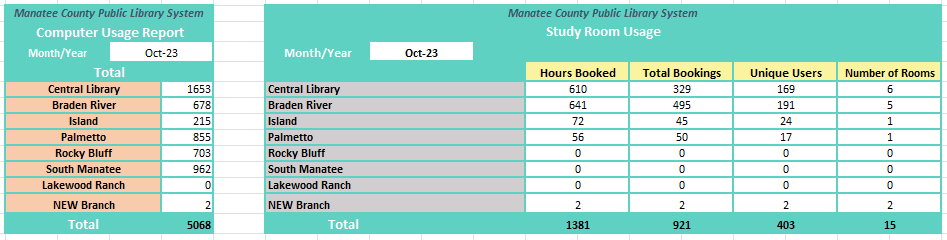 Manatee County Public Library System
Computer Usage Report
Month/Year Oct-23
Total
Central Library 1653
Braden River 678
Island 215
Palmetto 855
Rocky Bluff 703
South Manatee 962
Lakewood Ranch 0
NEW Branch 2
Total 5068
Manatee County Public Library System
Study Room Usage
Month/Year Oct-23
Hours Booked Total Bookings Unique Users Number of Rooms
Central Library 610 329 169 6
Braden River 641 495 191 5
Island 72 45 24 1
Palmetto 56 50 17 1
Rocky Bluff 0 0 0 0
South Manatee 0 0 0 0
Lakewood Ranch 0 0 0 0
NEW Branch 2 2 2 2
Total 1381 921 403 15